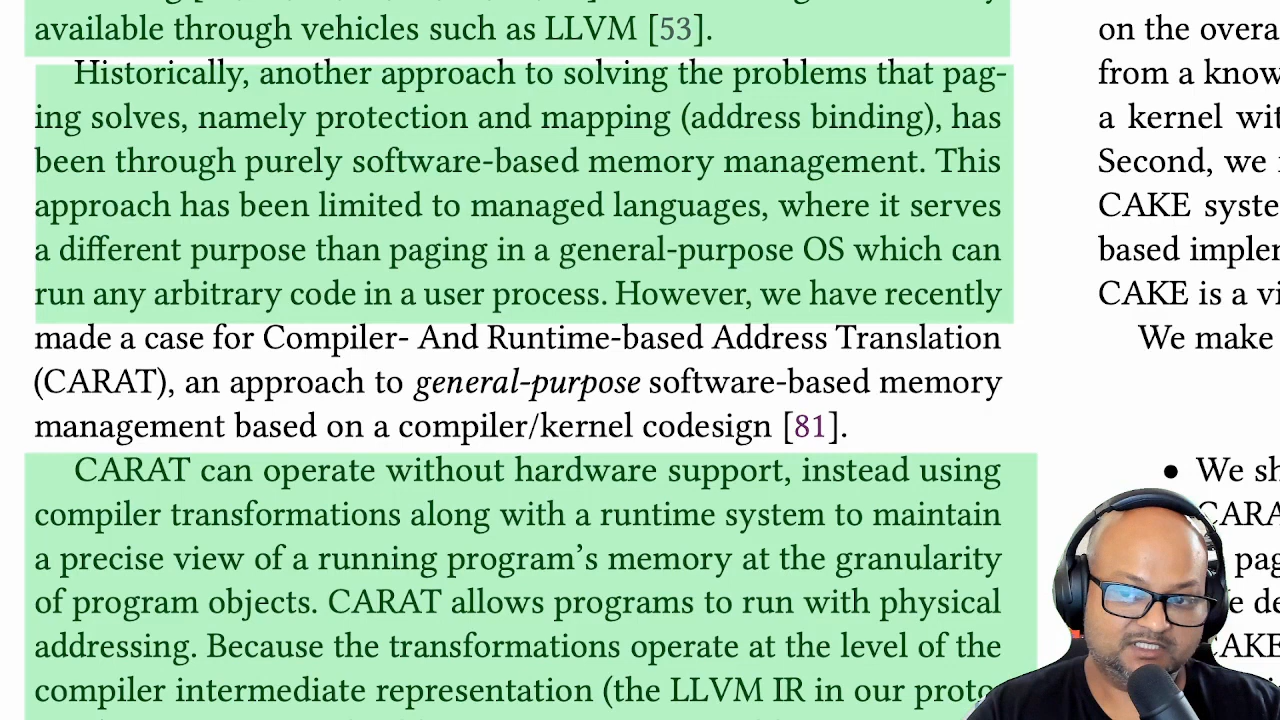 available through vehicles such as LLVM [53].
Historically, another approach to solving the problems that pag-
ing solves, namely protection and mapping (address binding), has
been through purely software-based memory management. This
approach has been limited to managed languages, where it serves
a different purpose than paging in a general-purpose OS which can
run any arbitrary code in a user process. However, we have recently
made a case for Compiler- And Runtime-based Address Translation
(CARAT), an approach to general-purpose software-based memory
management based on a compiler/kernel codesign [81].
CARAT can operate without hardware support, instead using
compiler transformations along with a runtime system to maintain
a precise view of a running program’s memory at the granularity
of program objects. CARAT allows programs to run with physical
addressing. Because the transformations operate at the level of the
compiler intermediate representation (the LLVM IR in our proto-
on the overa
from a know
a kernel wit
Second, we
CAKE syste
based impler
CAKE is a vi
We make
• We sh
CARA
pag
e de
CAKE